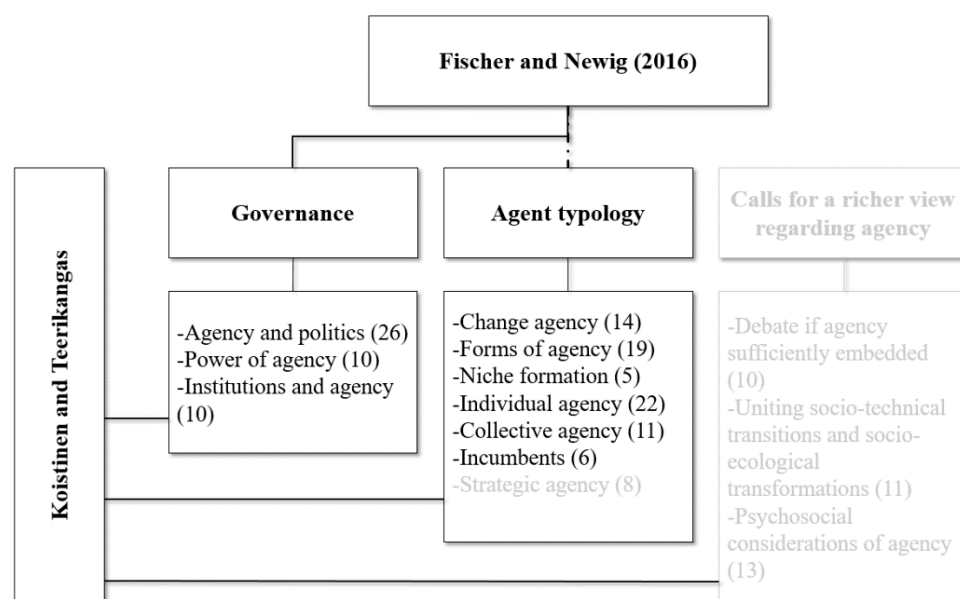 Fischer and Newig (2016)
Koistinen and Teerikangas
Governance
-Agency and politics (26)
-Power of agency (10)
-Institutions and agency
(10)
Agent typology
-Change agency (14)
-Forms of agency (19)
-Niche formation (5)
-Individual agency (22)
-Collective agency (11)
-Incumbents (6)
-Strategic agency (8)
Calls for a richer view
regarding agency
-Debate if agency
sufficiently embedded
(10)
-Uniting socio-technical
transitions and socio-
ecological
transformations (11)
-Psychosocial
considerations of agency
(13)